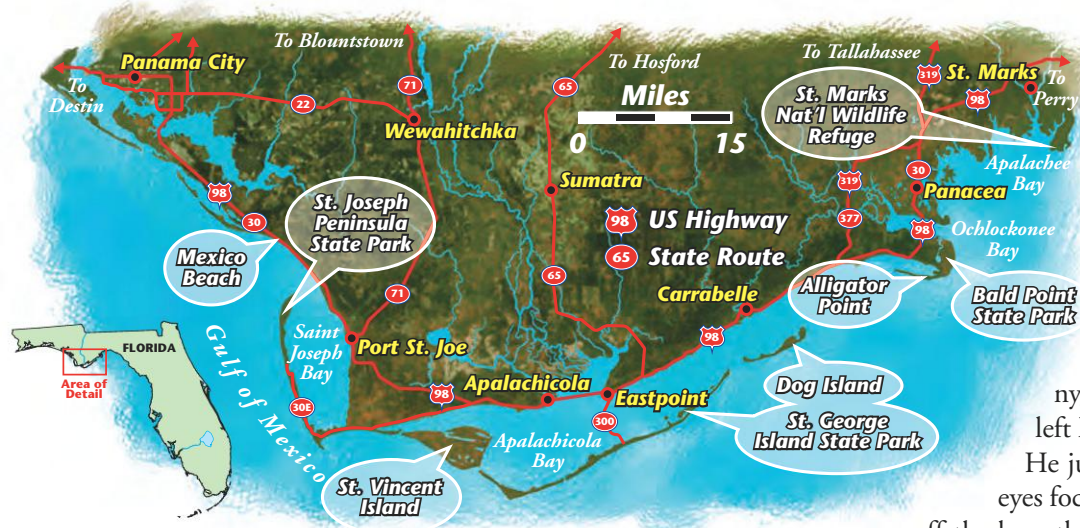 To Blountstown
To Hosford
To Tallahassee
Panama City
To
Destin
71
65
319
St. Marks
To
Perry
22
Miles
0
15
98
St. Marks
Nat'l Wildlife
Refuge
Wewahitchka
Apalachee
Bay
Sumatra
319
30
Panacea
98
30
St. Joseph
Peninsula
State Park
98
US Highway
65
State Route
377
98
Ochlockonee
Bay
Mexico
Beach
65
71
Carrabelle
Alligator
Point
Bald Point
State Park
FLORIDA
Area of
Detail
Gulf of Mexico
Saint
Joseph
Bay
Port St. Joe
98
30E
98
Apalachicola
Eastpoint
300
Dog Island
St. George
Island State Park
Apalachicola
Bay
St. Vincent
Island
ny
left
He ju
eyes foc